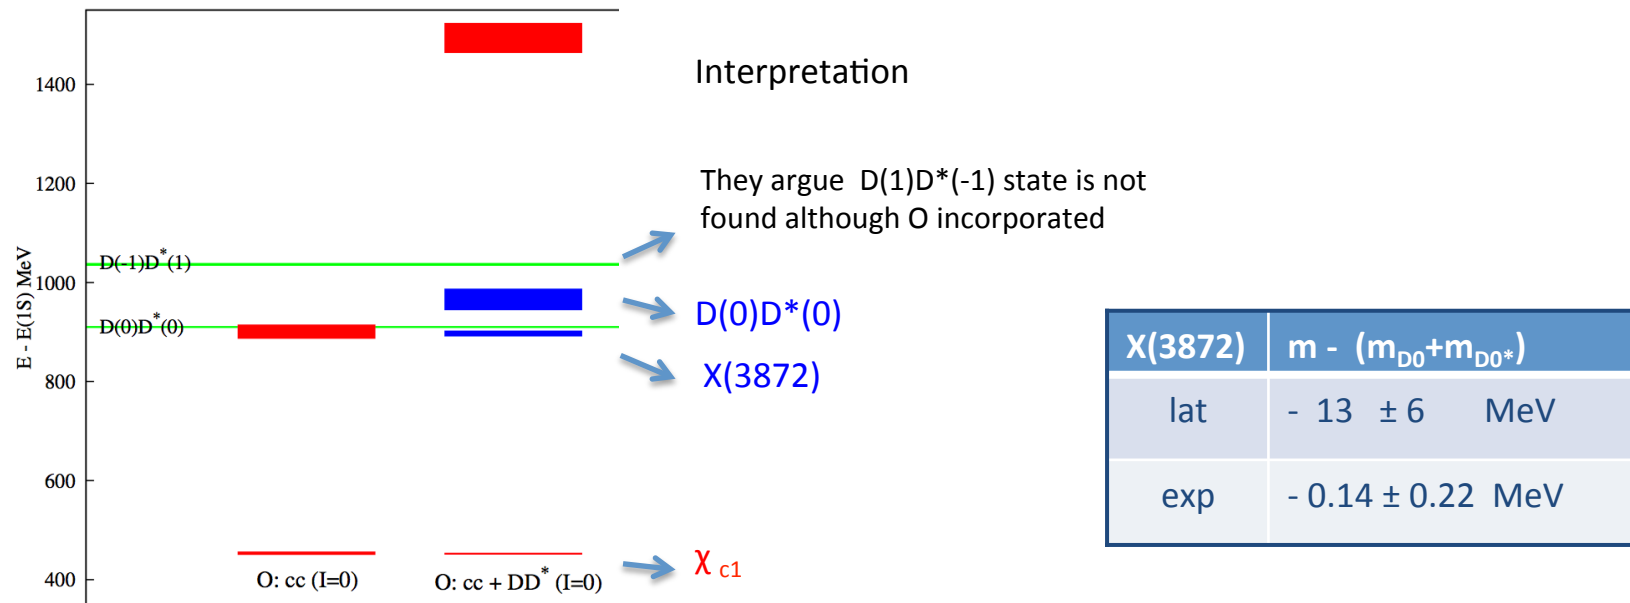 1400
1200
1000
800
600
400
E - E(1S) MeV
D(-1)D*(1)
D(0)D*(0)
O: cc (I=0)
O: cc + DD* (I=0)
Interpretation
They argue D(1)D*(-1) state is not
found although O incorporated
D(0)D*(0)
X(3872)
χ c1
X(3872) m - (mD0+mD0*)
lat - 13 ± 6 MeV
exp - 0.14 ± 0.22 MeV